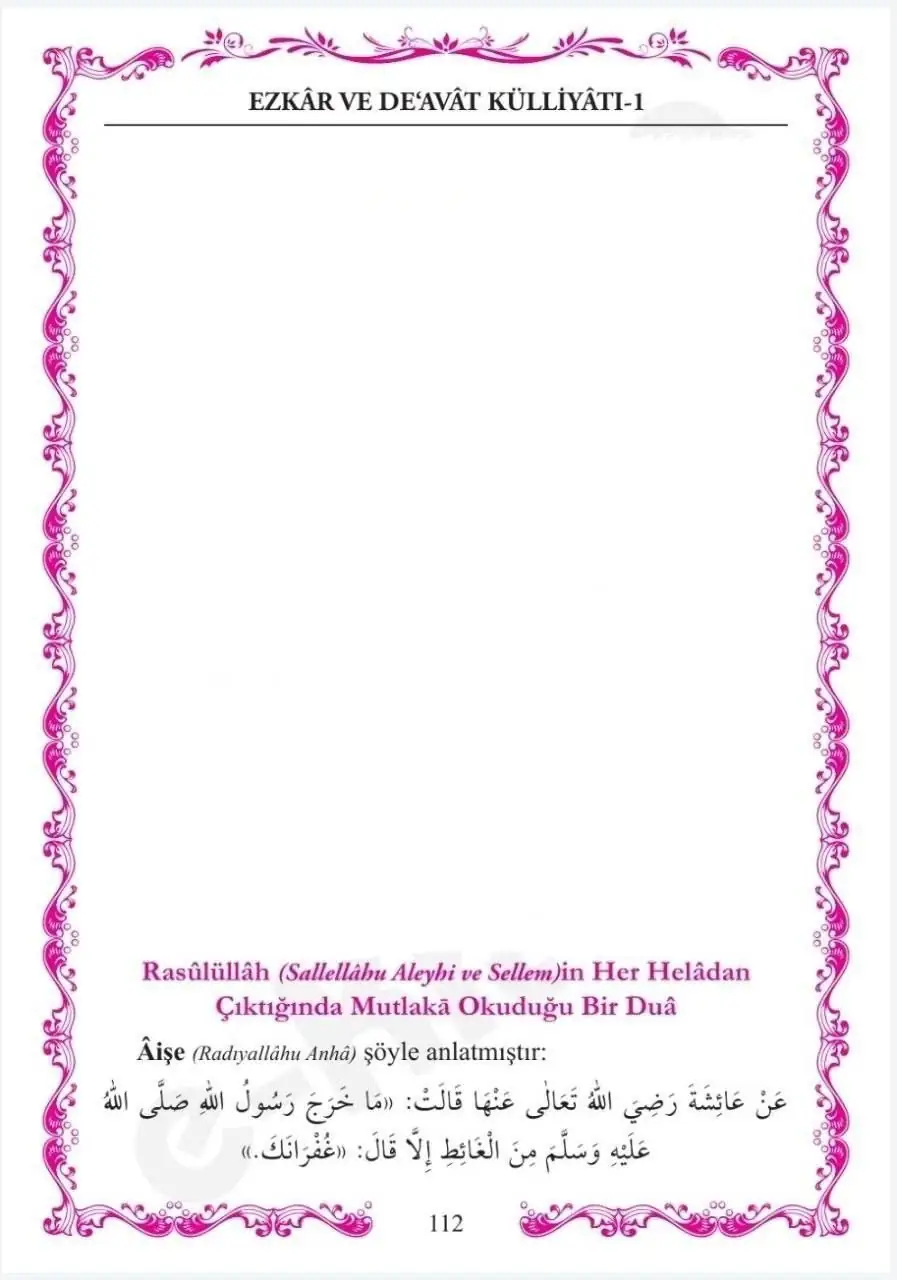 EZKÂR VE DE‘AVÂT KÜLLİYÂTI-1
Rasûlüllâh (Sallellâhu Aleyhi ve Sellem)in Her Helâdan
Çıktığında Mutlakā Okuduğu Bir Duâ
Âişe (Radıyallâhu Anhâ) şöyle anlatmıştır:
عَنْ عَائِشَةَ رَضِيَ اللهُ تَعَالٰى عَنْهَا قَالَتْ: «مَا خَرَجَ رَسُولُ اللهِ صَلَّى اللهُ
عَلَيْهِ وَسَلَّمَ مِنَ الْغَائِطِ إِلَّا قَالَ: «غُفْرَانَكَ.»»
112